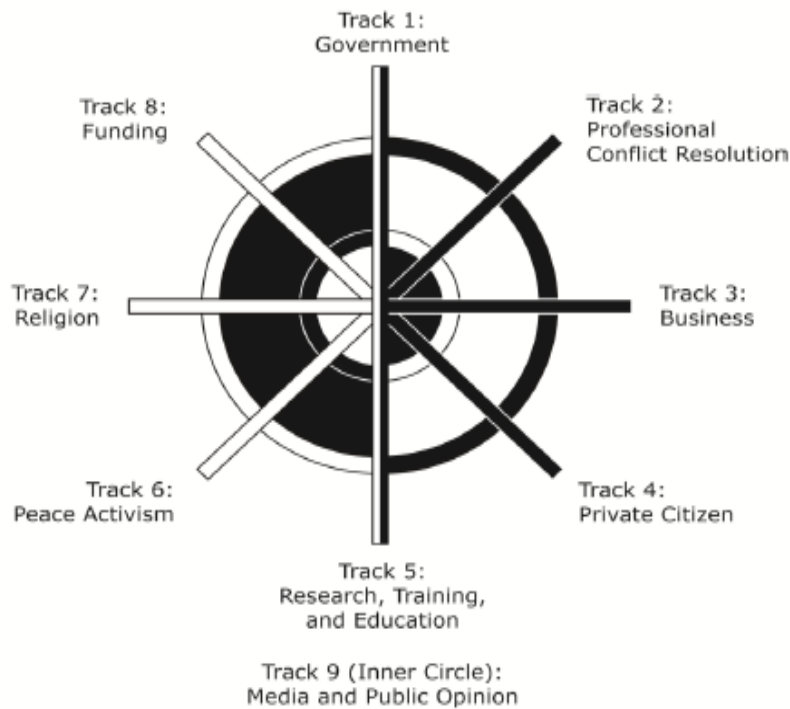 Track 1:
Government
Track 2:
Professional
Conflict Resolution
Track 3:
Business
Track 4:
Private Citizen
Track 5:
Research, Training,
and Education
Track 6:
Peace Activism
Track 7:
Religion
Track 8:
Funding
Track 9 (Inner Circle):
Media and Public Opinion